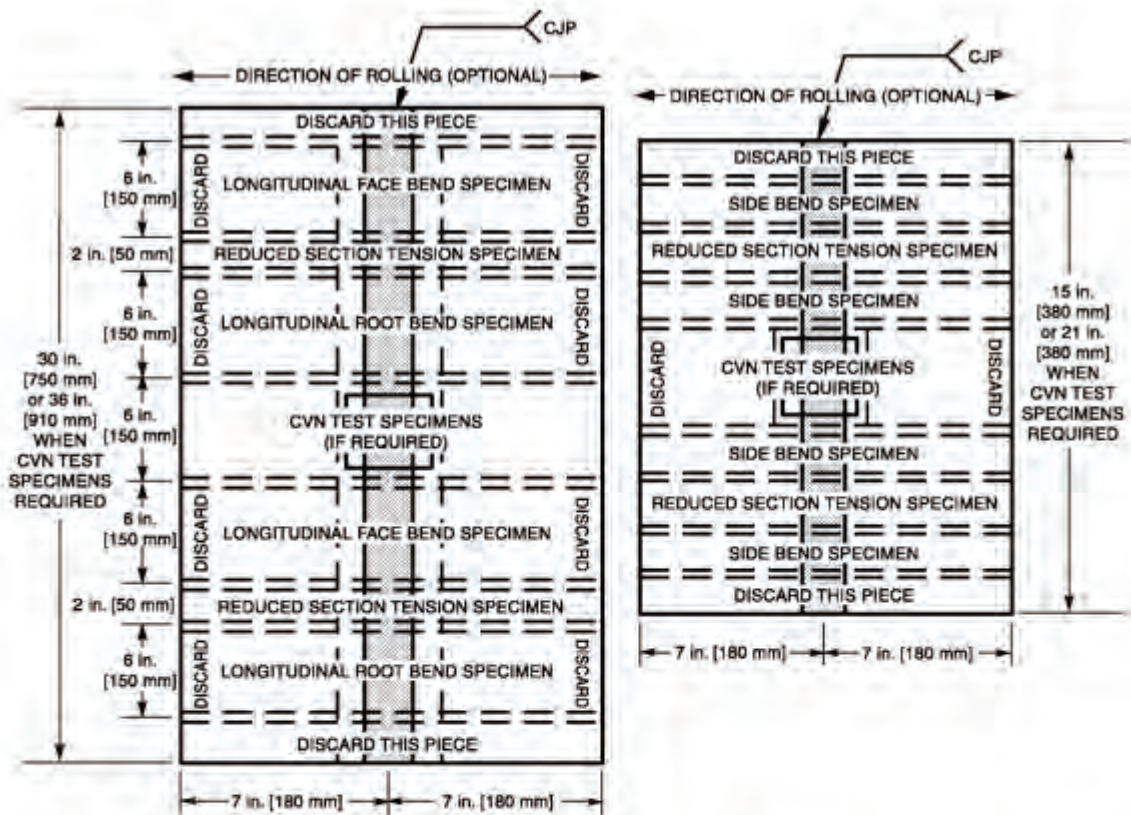 CJP
DIRECTION OF ROLLING (OPTIONAL)
DISCARD THIS PIECE
6 in.
[150 mm]
DISCARD
LONGITUDINAL FACE BEND SPECIMEN
DISCARD
2 in. [50 mm]
REDUCED SECTION TENSION SPECIMEN
6 in.
[150 mm]
DISCARD
LONGITUDINAL ROOT BEND SPECIMEN
DISCARD
30 in.
[750 mm]
or 36 in.
[910 mm]
WHEN
CVN TEST
SPECIMENS
REQUIRED
6 in.
[150 mm]
CVN TEST SPECIMENS
(IF REQUIRED)
6 in.
[150 mm]
DISCARD
LONGITUDINAL FACE BEND SPECIMEN
DISCARD
2 in. [50 mm]
REDUCED SECTION TENSION SPECIMEN
6 in.
[150 mm]
DISCARD
LONGITUDINAL ROOT BEND SPECIMEN
DISCARD
DISCARD THIS PIECE
7 in. [180 mm]
7 in. [180 mm]
CJP
DIRECTION OF ROLLING (OPTIONAL)
DISCARD THIS PIECE
SIDE BEND SPECIMEN
REDUCED SECTION TENSION SPECIMEN
SIDE BEND SPECIMEN
DISCARD
CVN TEST SPECIMENS
(IF REQUIRED)
DISCARD
15 in.
[380 mm]
or 21 in.
[380 mm]
WHEN
CVN TEST
SPECIMENS
REQUIRED
SIDE BEND SPECIMEN
REDUCED SECTION TENSION SPECIMEN
SIDE BEND SPECIMEN
DISCARD THIS PIECE
7 in. [180 mm]
7 in. [180 mm]